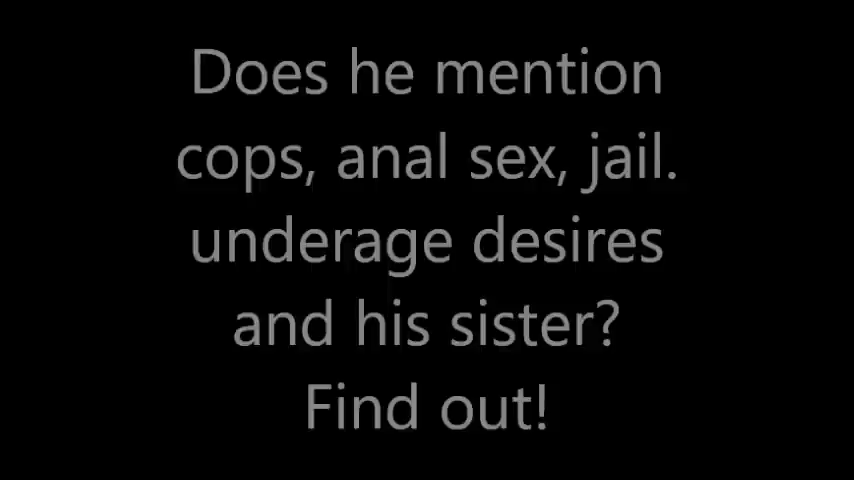 Does he mention
cops, anal sex, jail.
underage desires
and his sister?
Find out!